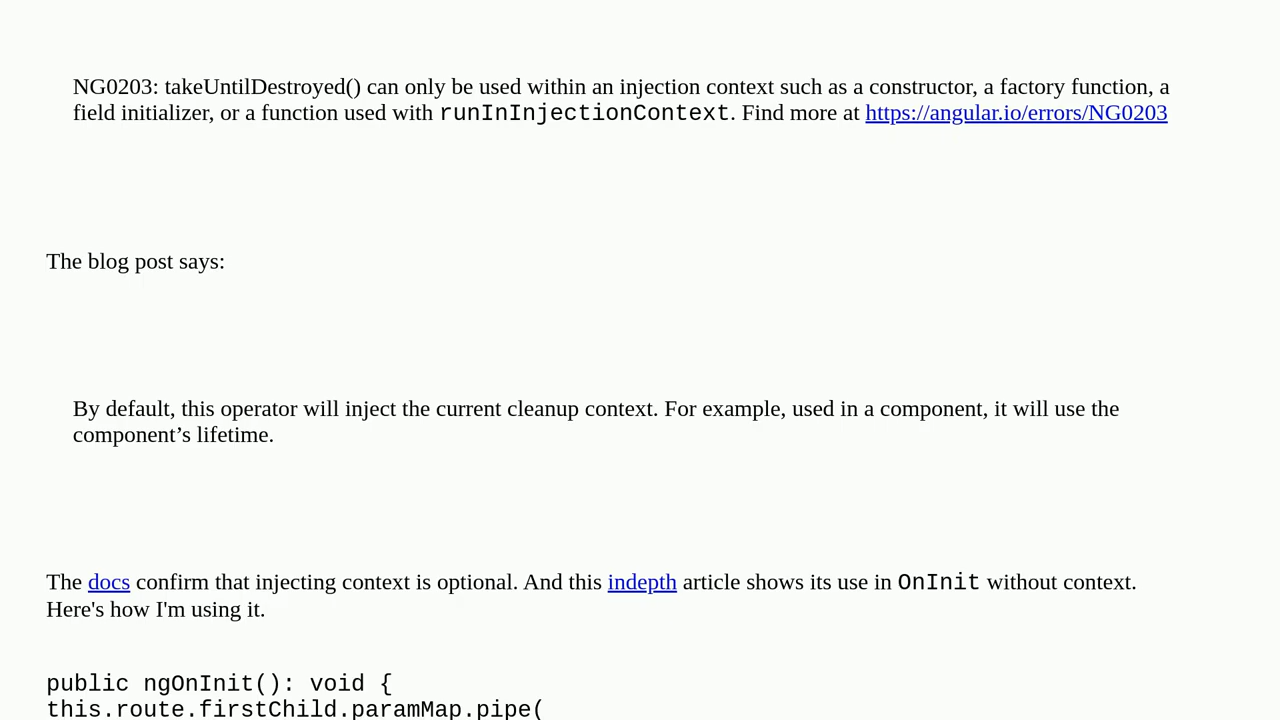 NG0203: takeUntilDestroyed() can only be used within an injection context such as a constructor, a factory function, a
field initializer, or a function used with runInInjectionContext. Find more at https://angular.io/errors/NG0203
The blog post says:
By default, this operator will inject the current cleanup context. For example, used in a component, it will use the
component’s lifetime.
The docs confirm that injecting context is optional. And this indepth article shows its use in OnInit without context.
Here's how I'm using it.
public ngOnInit(): void {
this.route.firstChild.paramMap.pipe(